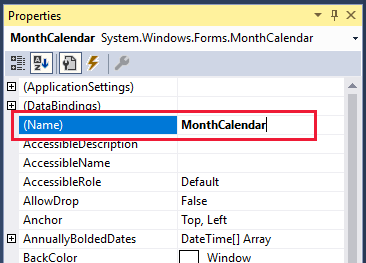 Properties
MonthCalendar System.Windows.Forms.MonthCalendar
(ApplicationSettings)
(DataBindings)
(Name) MonthCalendar
AccessibleDescription
AccessibleName
AccessibleRole Default
AllowDrop False
Anchor Top, Left
AnnuallyBoldedDates DateTime[] Array
BackColor Window